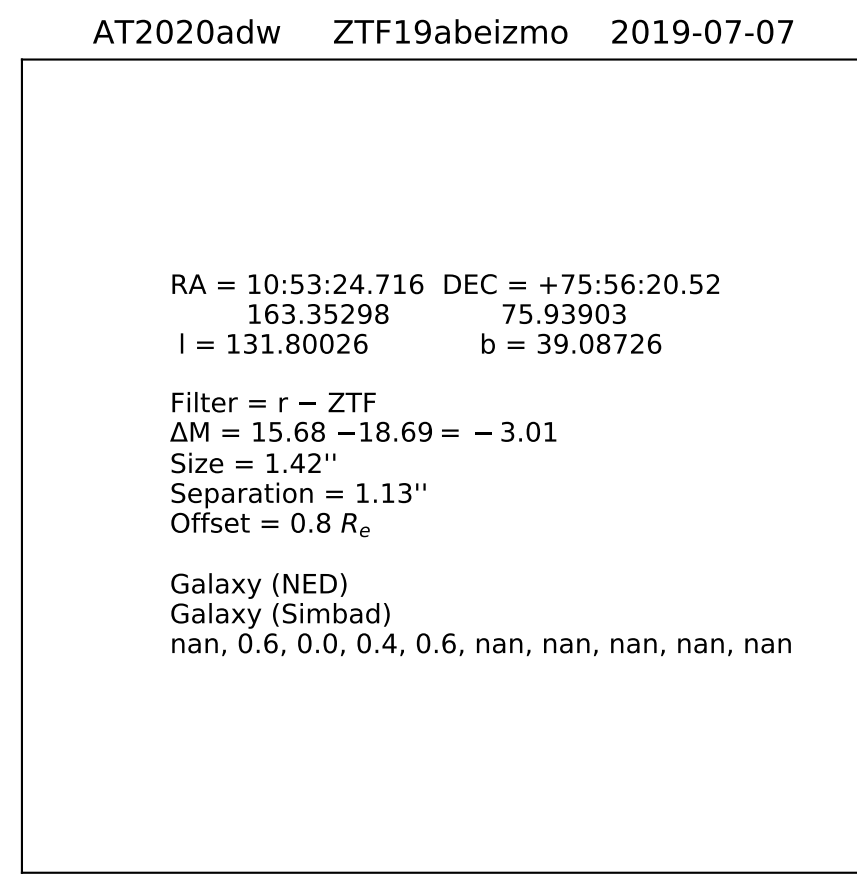 AT2020adw ZTF19abeizmo 2019-07-07
RA = 10:53:24.716 DEC = +75:56:20.52
163.35298 75.93903
l = 131.80026 b = 39.08726
Filter = r − ZTF
ΔM = 15.68 −18.69 = − 3.01
Size = 1.42''
Separation = 1.13''
Offset = 0.8 Rₑ
Galaxy (NED)
Galaxy (Simbad)
nan, 0.6, 0.0, 0.4, 0.6, nan, nan, nan, nan, nan